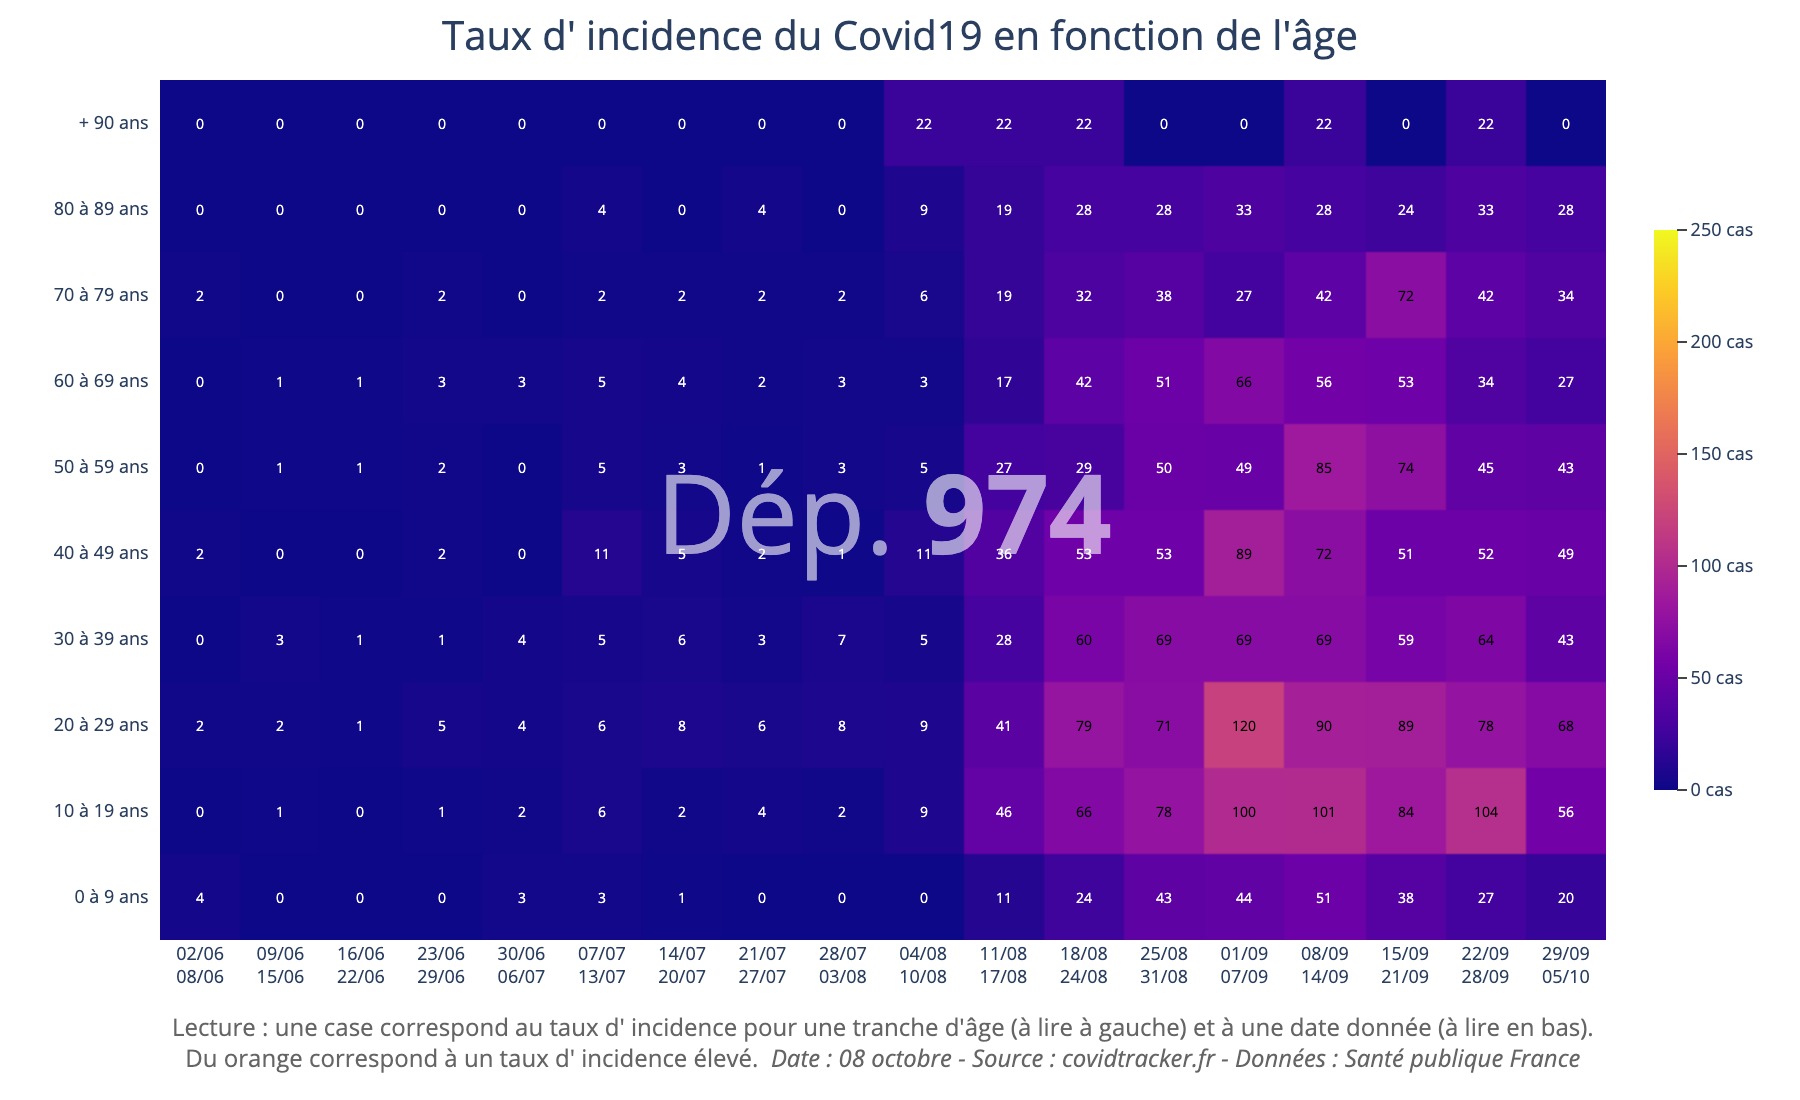 Taux d' incidence du Covid19 en fonction de l'âge
+ 90 ans 0 0 0 0 0 0 0 0 0 22 22 22 0 0 22 0 22 0
80 à 89 ans 0 0 0 0 0 4 0 4 0 9 19 28 28 33 28 24 33 28
70 à 79 ans 2 0 0 2 0 2 2 2 2 6 19 32 38 27 42 72 42 34
60 à 69 ans 0 1 1 3 3 5 4 2 3 3 17 42 51 66 56 53 34 27
50 à 59 ans 0 1 1 2 0 5 3 1 3 5 27 29 50 49 85 74 45 43
Dép. 974
40 à 49 ans 2 0 0 2 0 11 5 2 1 11 36 53 53 89 72 51 52 49
30 à 39 ans 0 3 1 1 4 5 6 3 7 5 28 60 69 69 69 59 64 43
20 à 29 ans 2 2 1 5 4 6 8 6 8 9 41 79 71 120 90 89 78 68
10 à 19 ans 0 1 0 1 2 6 2 4 2 9 46 66 78 100 101 84 104 56
0 à 9 ans 4 0 0 0 3 3 1 0 0 0 11 24 43 44 51 38 27 20
02/06 09/06 16/06 23/06 30/06 07/07 14/07 21/07 28/07 04/08 11/08 18/08 25/08 01/09 08/09 15/09 22/09 29/09
08/06 15/06 22/06 29/06 06/07 13/07 20/07 27/07 03/08 10/08 17/08 24/08 31/08 07/09 14/09 21/09 28/09 05/10
250 cas
200 cas
150 cas
100 cas
50 cas
0 cas
Lecture : une case correspond au taux d' incidence pour une tranche d'âge (à lire à gauche) et à une date donnée (à lire en bas).
Du orange correspond à un taux d' incidence élevé. Date : 08 octobre - Source : covidtracker.fr - Données : Santé publique France